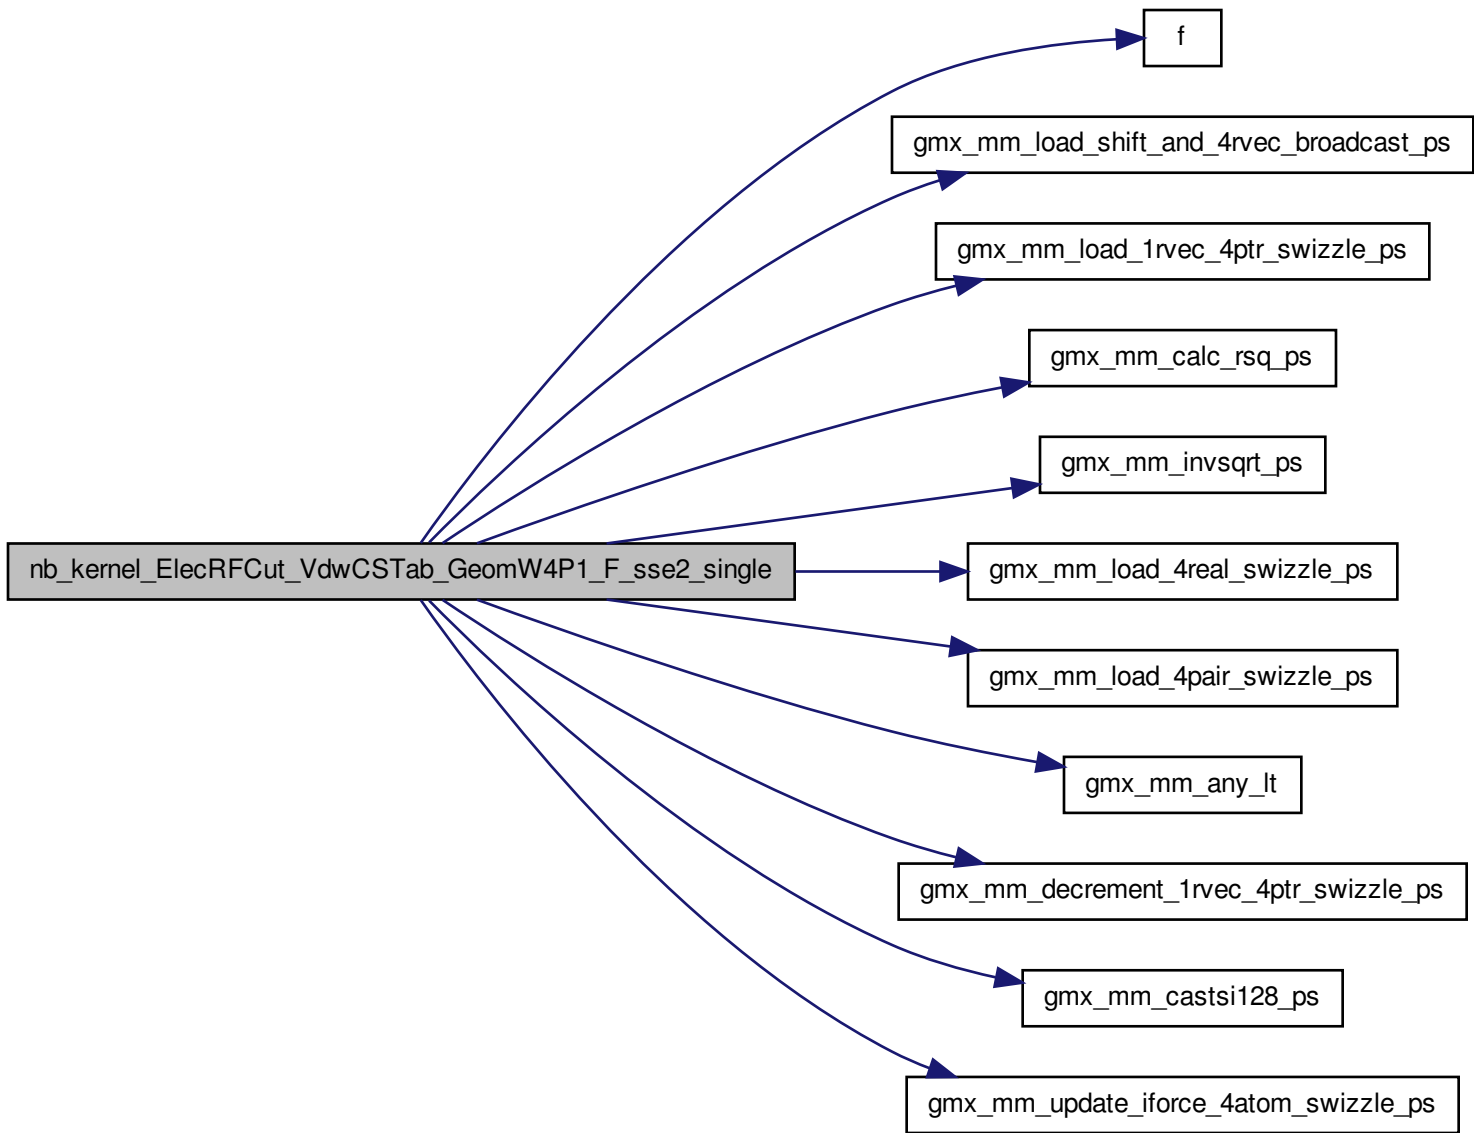 f
gmx_mm_load_shift_and_4rvec_broadcast_ps
gmx_mm_load_1rvec_4ptr_swizzle_ps
gmx_mm_calc_rsq_ps
gmx_mm_invsqrt_ps
nb_kernel_ElecRFCut_VdwCSTab_GeomW4P1_F_sse2_single
gmx_mm_load_4real_swizzle_ps
gmx_mm_load_4pair_swizzle_ps
gmx_mm_any_lt
gmx_mm_decrement_1rvec_4ptr_swizzle_ps
gmx_mm_castsi128_ps
gmx_mm_update_iforce_4atom_swizzle_ps